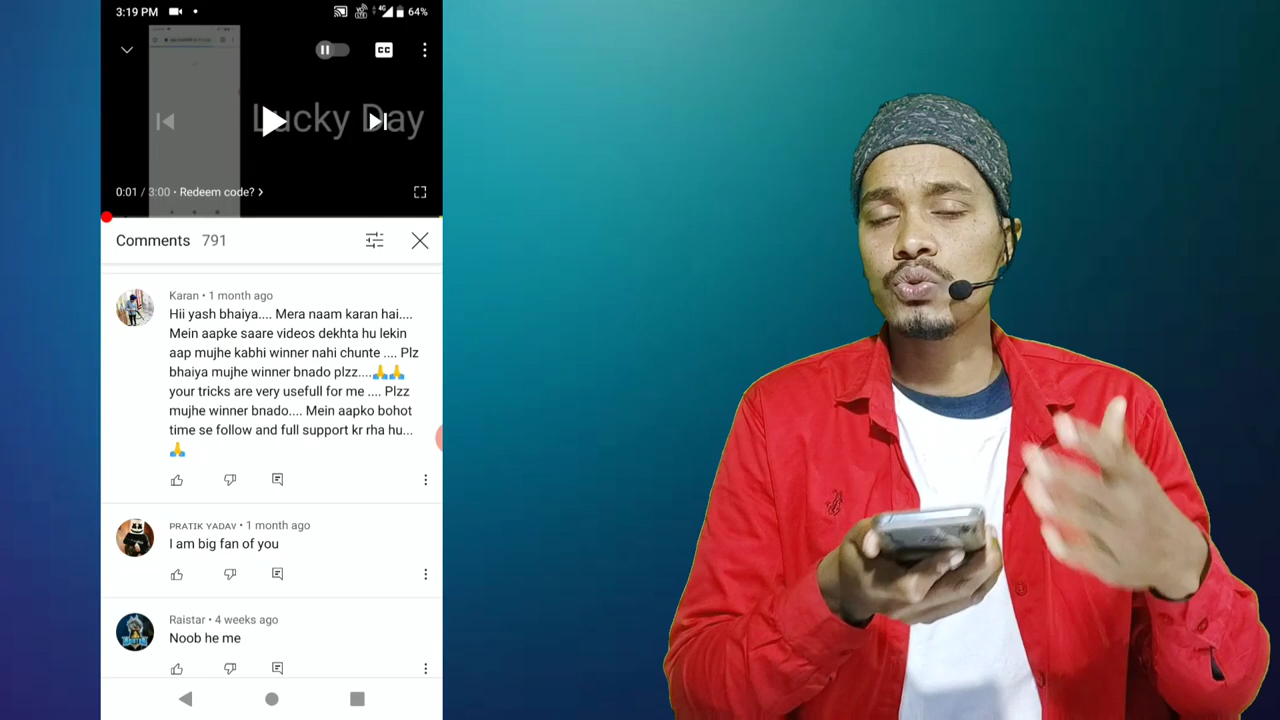 3:19 PM
4G
64%
CC
Lucky Day
0:01 / 3:00 • Redeem code? >
Comments 791
Karan • 1 month ago
Hii yash bhaiya.... Mera naam karan hai....
Mein aapke saare videos dekhta hu lekin
aap mujhe kabhi winner nahi chunte .... Plz
bhaiya mujhe winner bnado plzz....🙏🙏
your tricks are very usefull for me .... Plzz
mujhe winner bnado.... Mein aapko bohot
time se follow and full support kr rha hu...
🙏
ᴘʀᴀᴛɪᴋ ʏᴀᴅᴀᴠ • 1 month ago
I am big fan of you
Raistar • 4 weeks ago
Noob he me